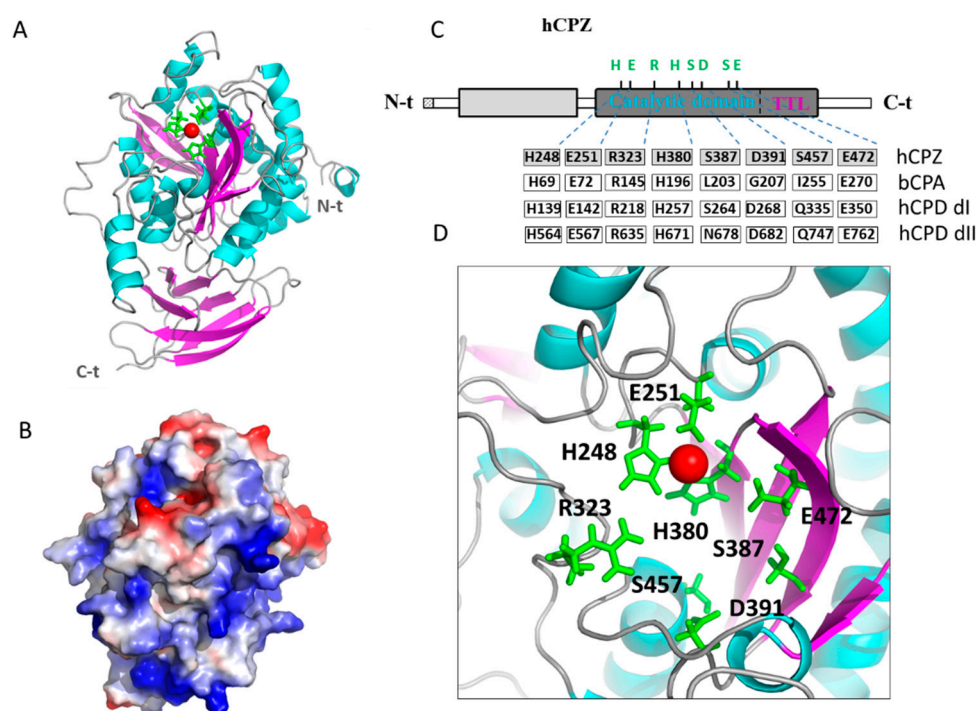 A
N-t
C-t
B
C
hCPZ
H E R H S D S E
N-t
Catalytic domain
TTL
C-t
H248 E251 R323 H380 S387 D391 S457 E472 hCPZ
H69 E72 R145 H196 L203 G207 I255 E270 bCPA
H139 E142 R218 H257 S264 D268 Q335 E350 hCPD dI
H564 E567 R635 H671 N678 D682 Q747 E762 hCPD dII
D
E251
H248
R323
H380
E472
S387
S457
D391